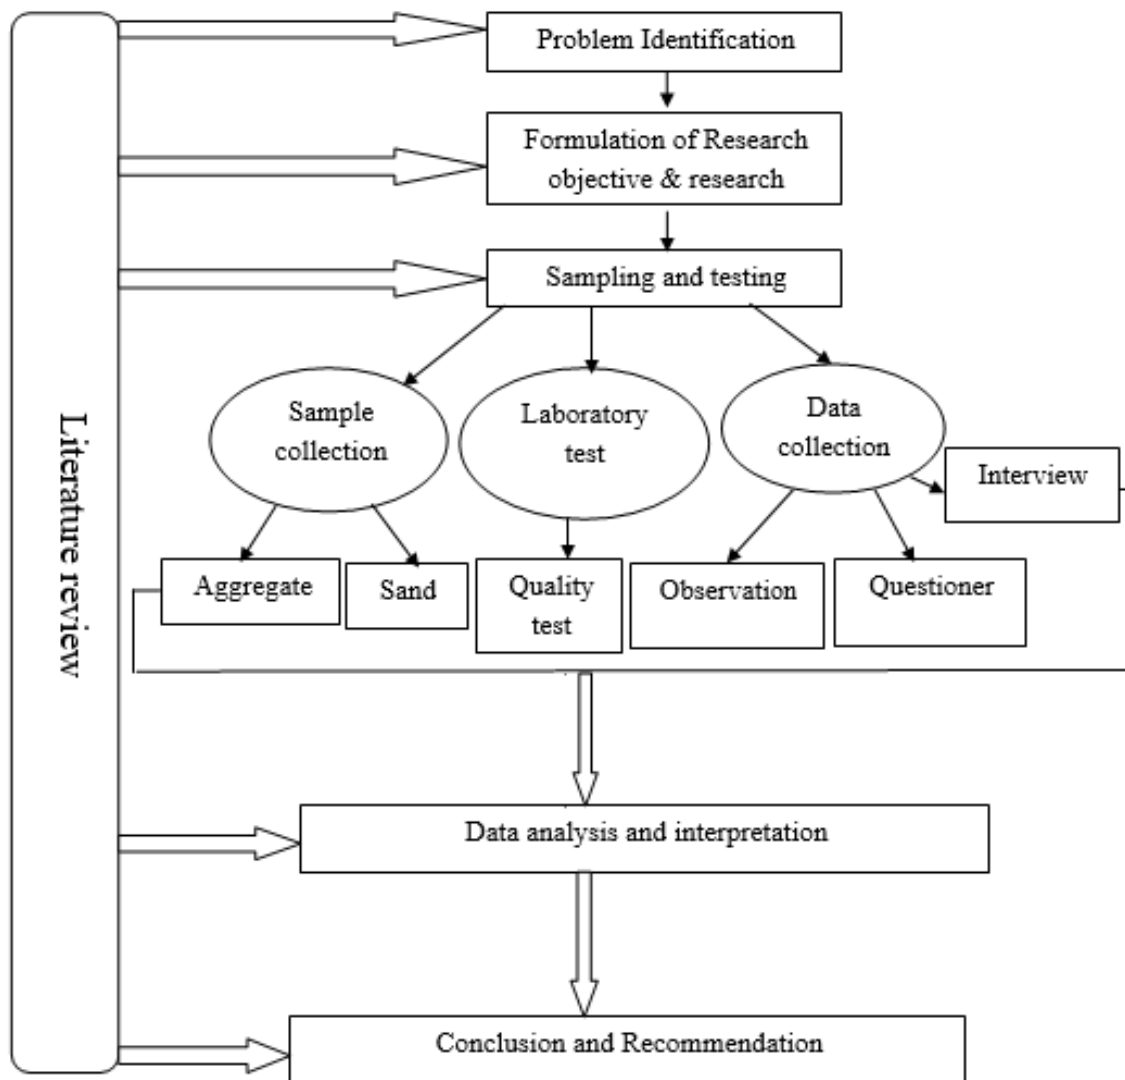 Literature review
Problem Identification
Formulation of Research
objective & research
Sampling and testing
Sample
collection
Laboratory
test
Data
collection
Interview
Aggregate
Sand
Quality
test
Observation
Questioner
Data analysis and interpretation
Conclusion and Recommendation